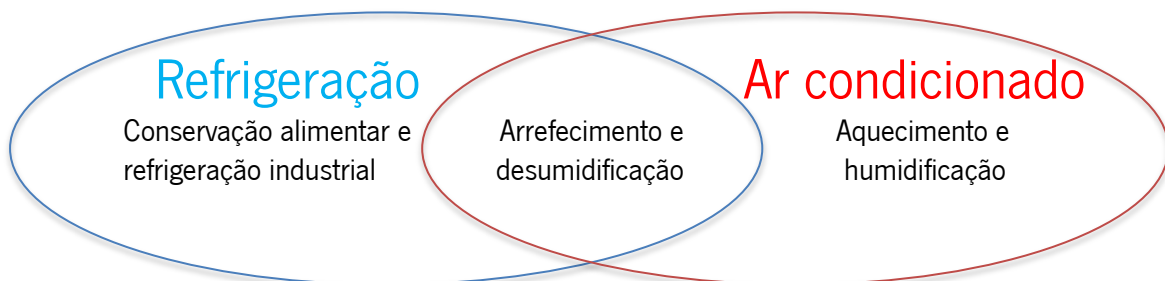 Refrigeração
Conservação alimentar e
refrigeração industrial
Arrefecimento e
desumidificação
Ar condicionado
Aquecimento e
humidificação